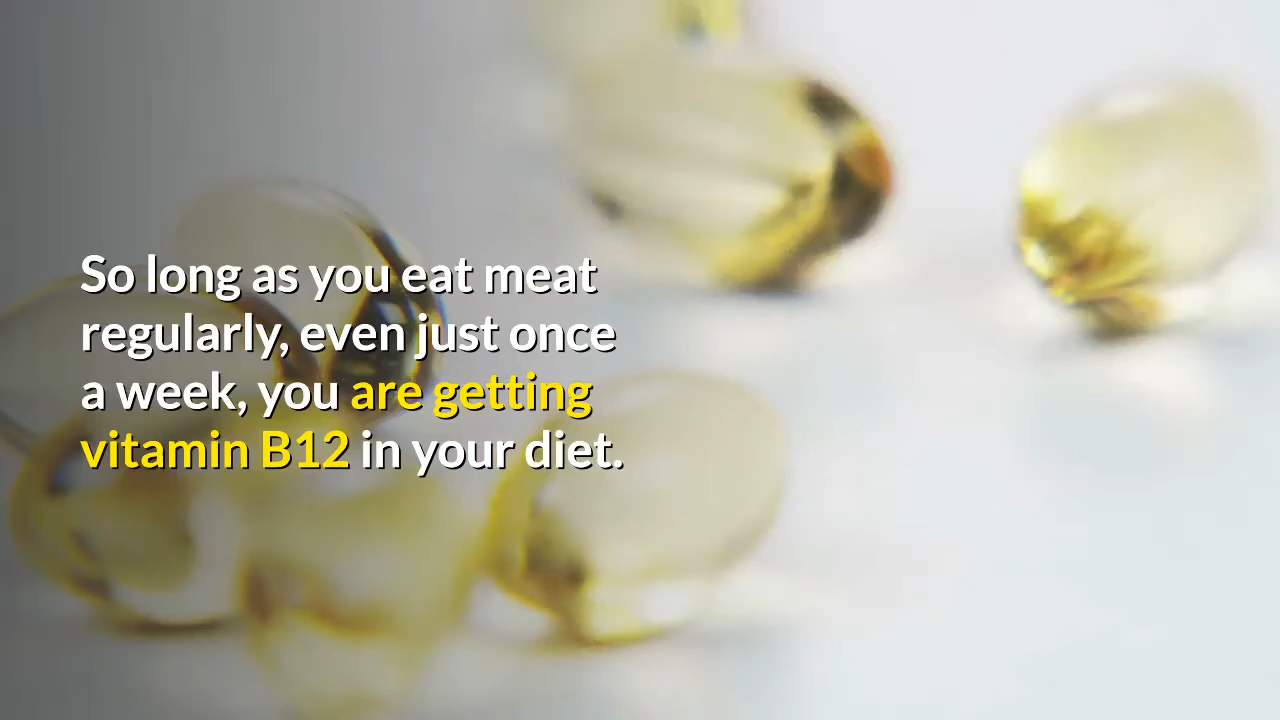 So long as you eat meat
regularly, even just once
a week, you are getting
vitamin B12 in your diet.